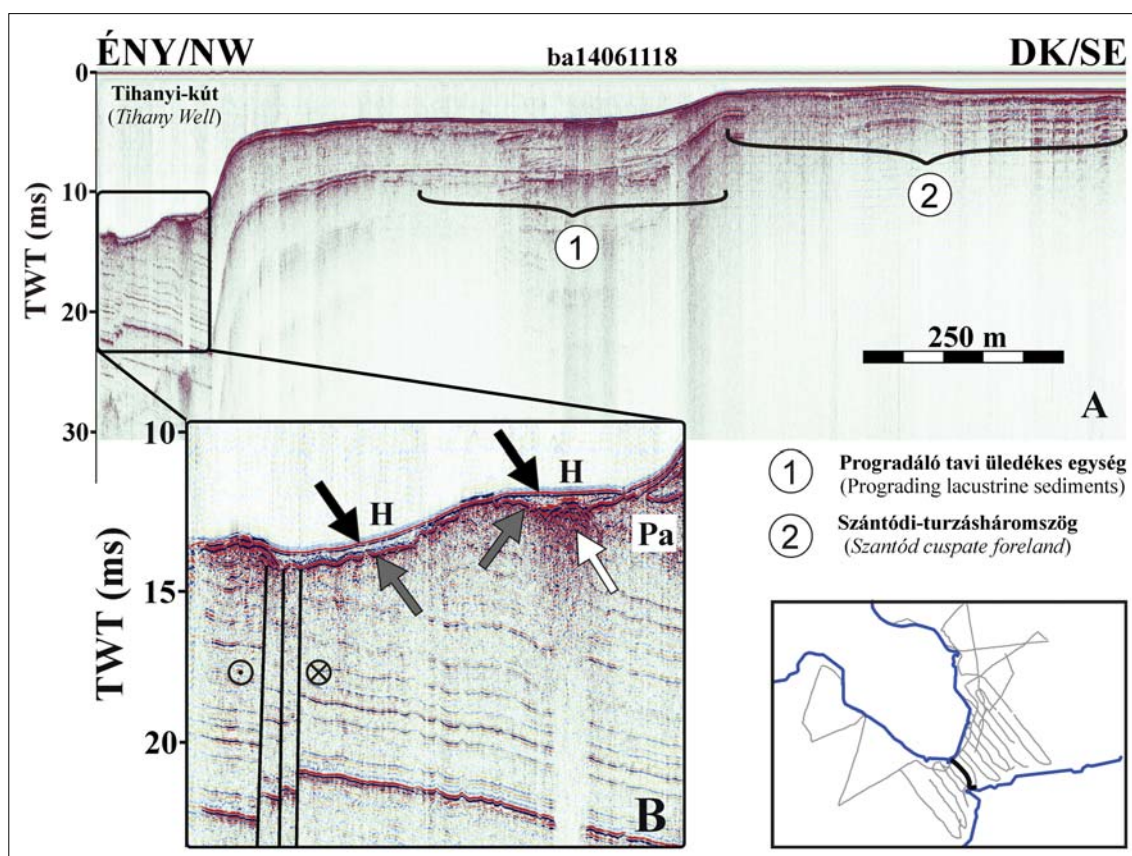 ÉNY/NW
ba14061118
DK/SE
Tihanyi-kút
(Tihany Well)
0
10
20
30
TWT (ms)
1
2
250 m
A
1 Progradáló tavi üledékes egység
(Prograding lacustrine sediments)
2 Szántódi-turzásháromszög
(Szantód cuspate foreland)
10
15
20
TWT (ms)
H
H
Pa
B